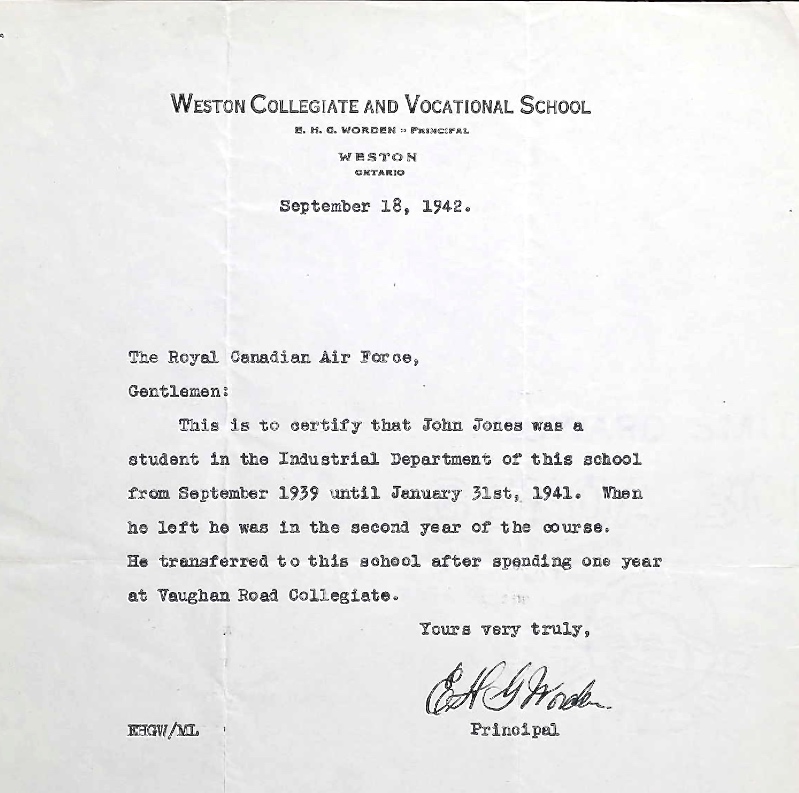 WESTON COLLEGIATE AND VOCATIONAL SCHOOL
E. H. G. WORDEN - PRINCIPAL
WESTON
ONTARIO
September 18, 1942.
The Royal Canadian Air Force,
Gentlemen:
This is to certify that John Jones was a
student in the Industrial Department of this school
from September 1939 until January 31st, 1941. When
he left he was in the second year of the course.
He transferred to this school after spending one year
at Vaughan Road Collegiate.
Yours very truly,
E H G Worden.
EHGW/ML
Principal